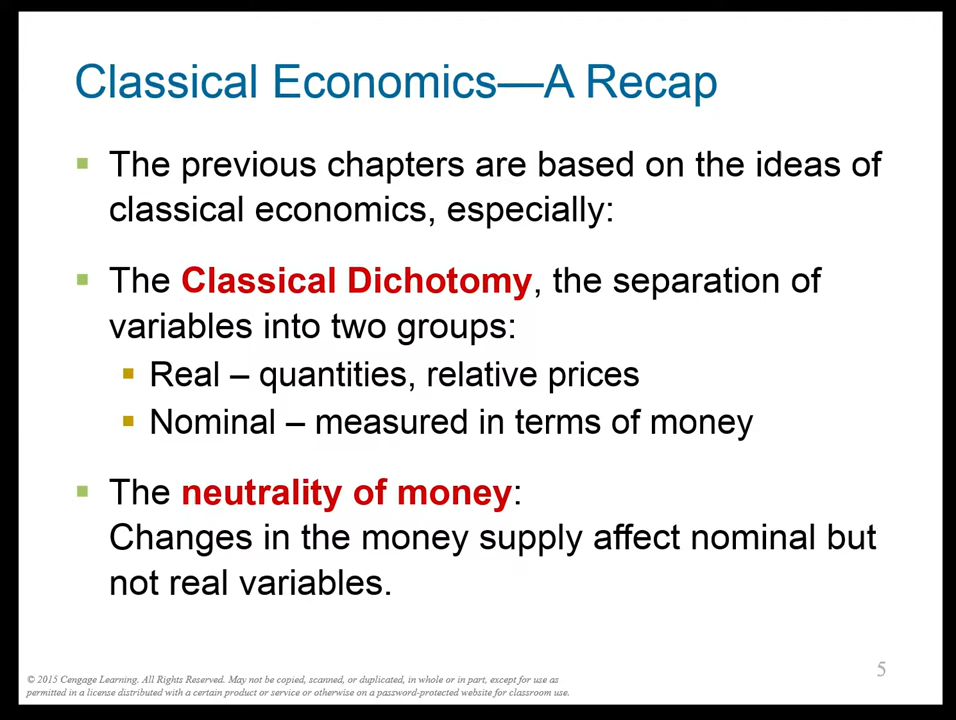 Classical Economics—A Recap
▪ The previous chapters are based on the ideas of
classical economics, especially:
▪ The Classical Dichotomy, the separation of
variables into two groups:
▪ Real – quantities, relative prices
▪ Nominal – measured in terms of money
▪ The neutrality of money:
Changes in the money supply affect nominal but
not real variables.
5
© 2015 Cengage Learning. All Rights Reserved. May not be copied, scanned, or duplicated, in whole or in part, except for use as
permitted in a license distributed with a certain product or service or otherwise on a password-protected website for classroom use.